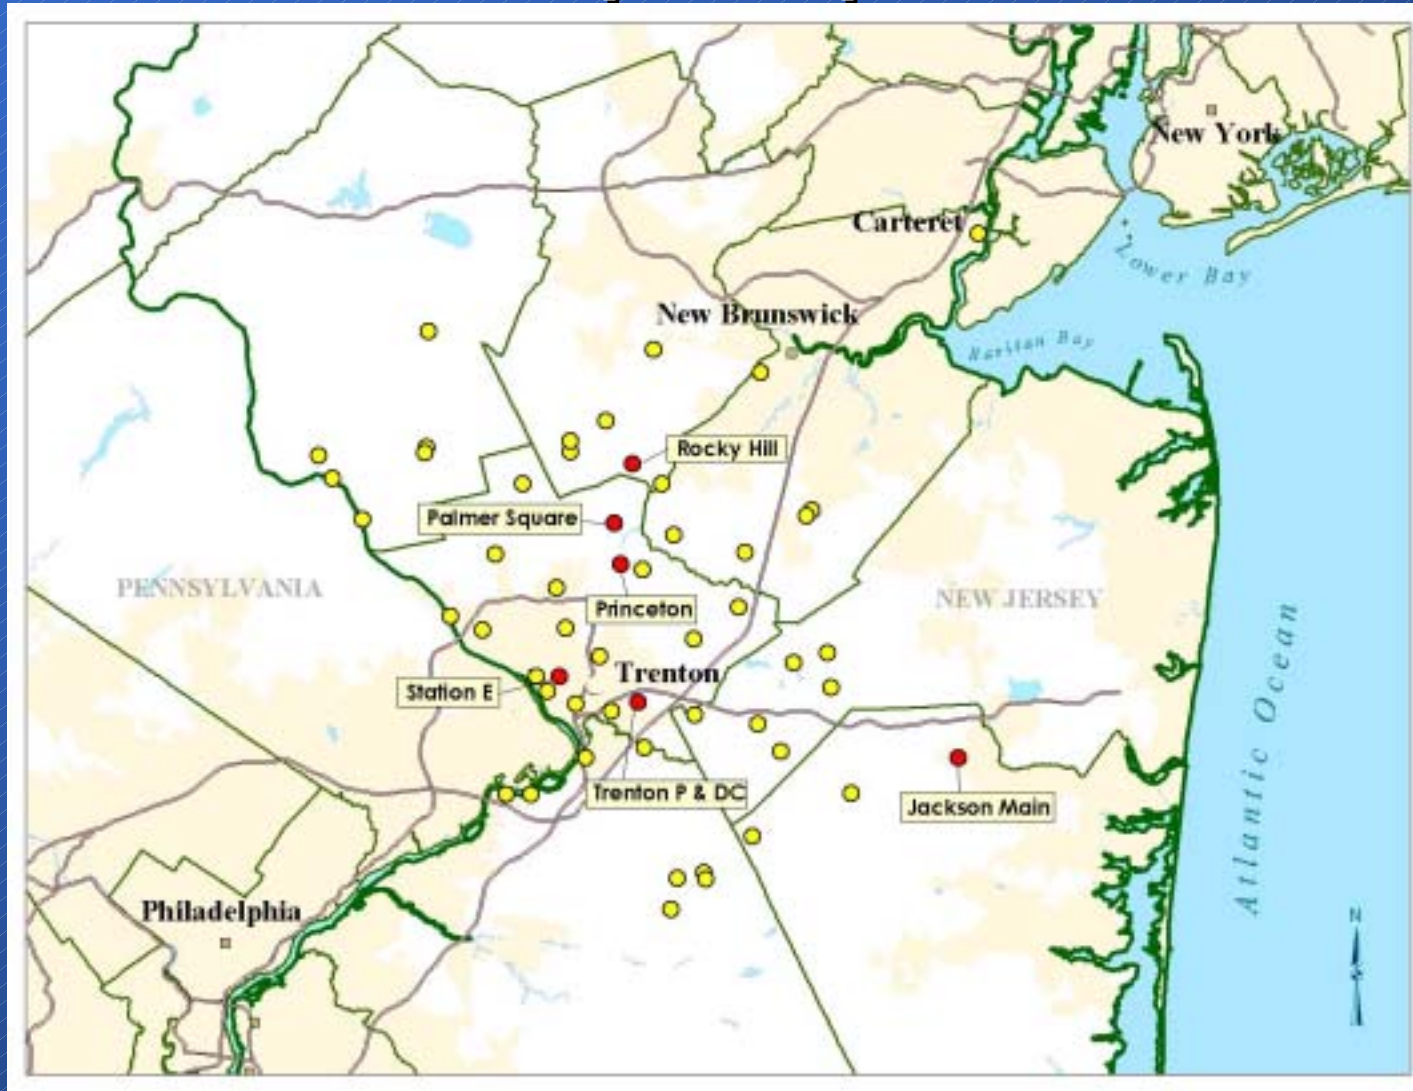 New York
Carteret
Lower Bay
New Brunswick
Raritan Bay
Rocky Hill
Palmer Square
PENNSYLVANIA
NEW JERSEY
Princeton
Trenton
Station E
Atlantic Ocean
Trenton P & DC
Jackson Main
Philadelphia
N